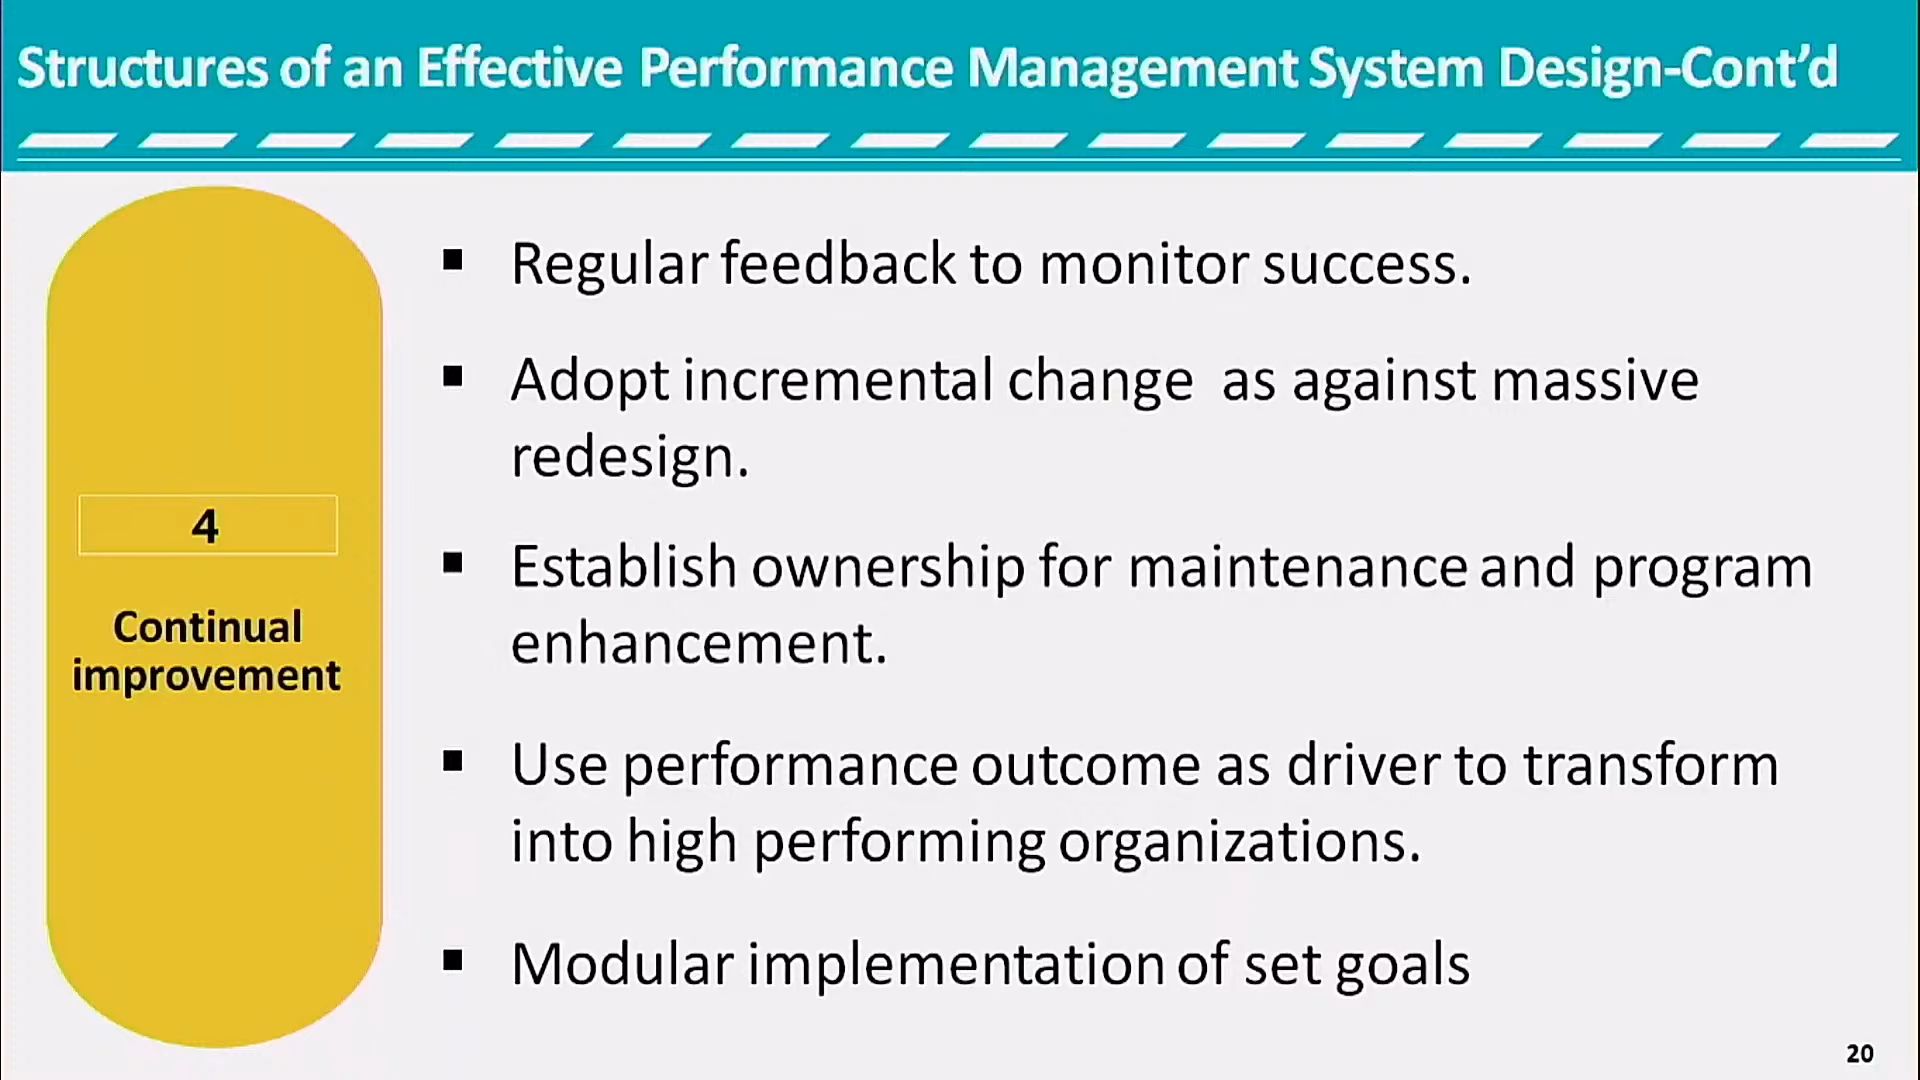 Structures of an Effective Performance Management System Design-Cont’d
4
Continual
improvement
▪ Regular feedback to monitor success.
▪ Adopt incremental change as against massive
redesign.
▪ Establish ownership for maintenance and program
enhancement.
▪ Use performance outcome as driver to transform
into high performing organizations.
▪ Modular implementation of set goals
20